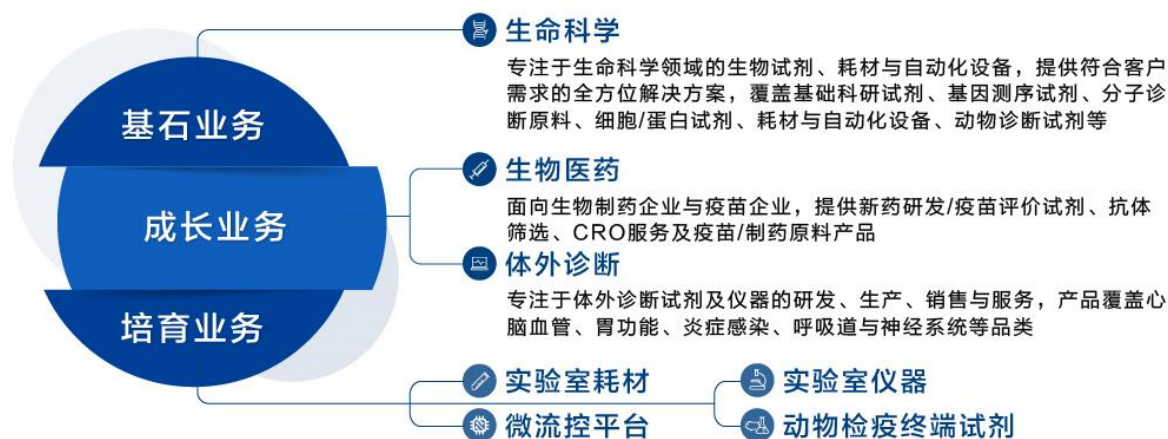 生命科学
专注于生命科学领域的生物试剂、耗材与自动化设备，提供符合客户
需求的全方位解决方案，覆盖基础科研试剂、基因测序试剂、分子诊
断原料、细胞/蛋白试剂、耗材与自动化设备、动物诊断试剂等
基石业务
生物医药
面向生物制药企业与疫苗企业，提供新药研发/疫苗评价试剂、抗体
筛选、CRO服务及疫苗/制药原料产品
成长业务
体外诊断
专注于体外诊断试剂及仪器的研发、生产、销售与服务，产品覆盖心
脑血管、胃功能、炎症感染、呼吸道与神经系统等品类
培育业务
实验室耗材
实验室仪器
微流控平台
动物检疫终端试剂